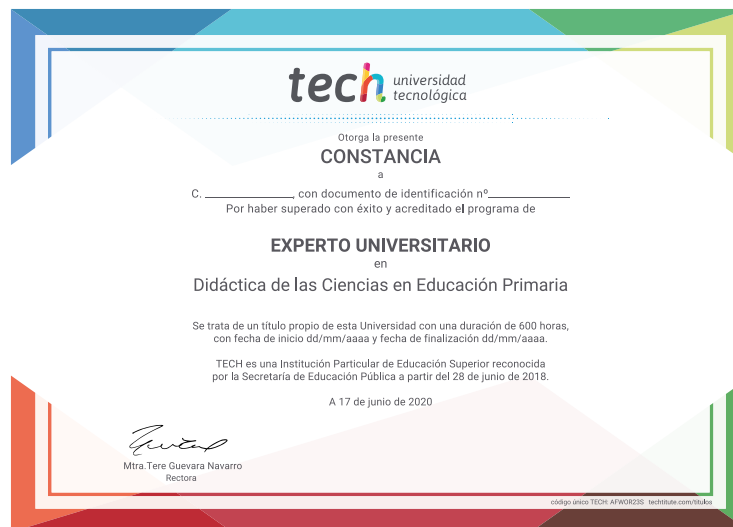 tech universidad
tecnológica
Otorga la presente
CONSTANCIA
a
C. ________________, con documento de identificación nº______________
Por haber superado con éxito y acreditado el programa de
EXPERTO UNIVERSITARIO
en
Didáctica de las Ciencias en Educación Primaria
Se trata de un título propio de esta Universidad con una duración de 600 horas,
con fecha de inicio dd/mm/aaaa y fecha de finalización dd/mm/aaaa.
TECH es una Institución Particular de Educación Superior reconocida
por la Secretaría de Educación Pública a partir del 28 de junio de 2018.
A 17 de junio de 2020
Mtra.Tere Guevara Navarro
Rectora
código único TECH: AFWOR23S techtitute.com/titulos